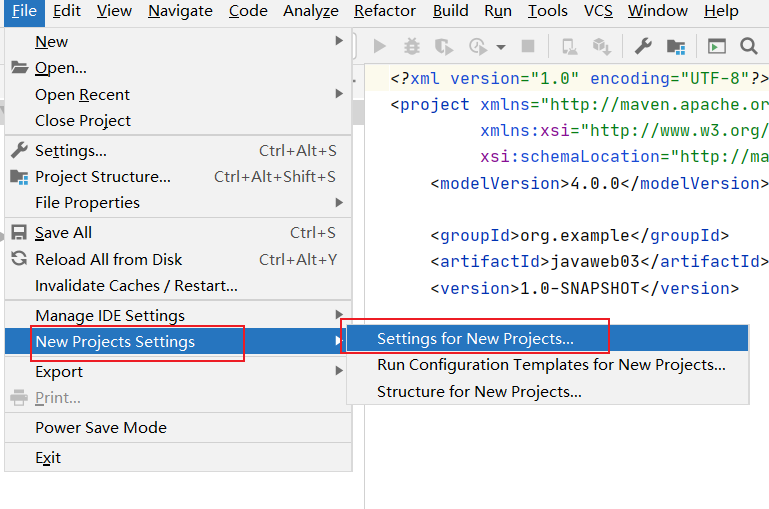 File Edit View Navigate Code Analyze Refactor Build Run Tools VCS Window Help
New
Open...
Open Recent
Close Project
Settings... Ctrl+Alt+S
Project Structure... Ctrl+Alt+Shift+S
File Properties
Save All Ctrl+S
Reload All from Disk Ctrl+Alt+Y
Invalidate Caches / Restart...
Manage IDE Settings
New Projects Settings
Export
Print...
Power Save Mode
Exit
Settings for New Projects...
Run Configuration Templates for New Projects...
Structure for New Projects...
<?xml version="1.0" encoding="UTF-8"?>
<project xmlns="http://maven.apache.or
xmlns:xsi="http://www.w3.org/
xsi:schemaLocation="http://ma
<modelVersion>4.0.0</modelVersion>
<groupId>org.example</groupId>
<artifactId>javaweb03</artifactId>
<version>1.0-SNAPSHOT</version>